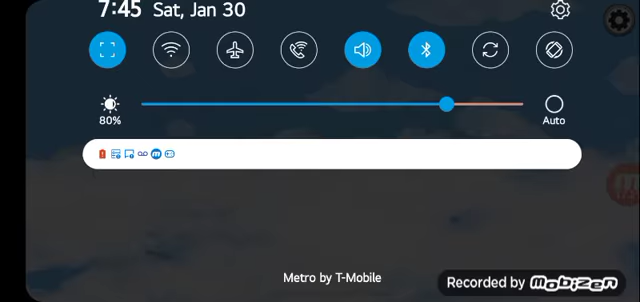 7:45 Sat, Jan 30
80%
Auto
Metro by T-Mobile
Recorded by Mobizen